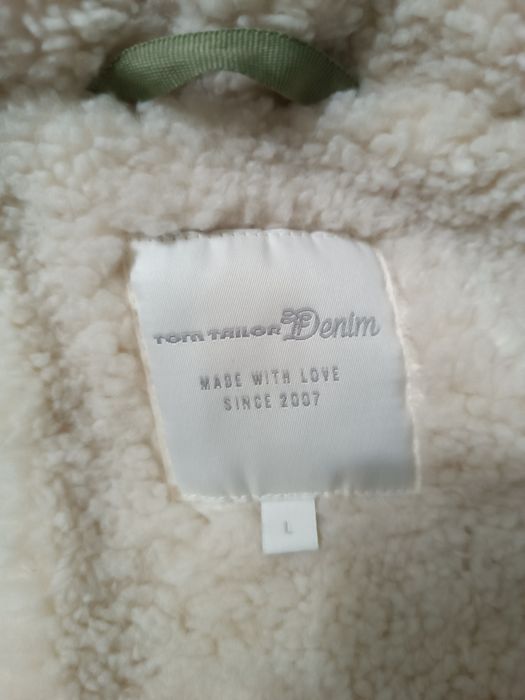 TOM TAILOR Denim
MADE WITH LOVE
SINCE 2007
L